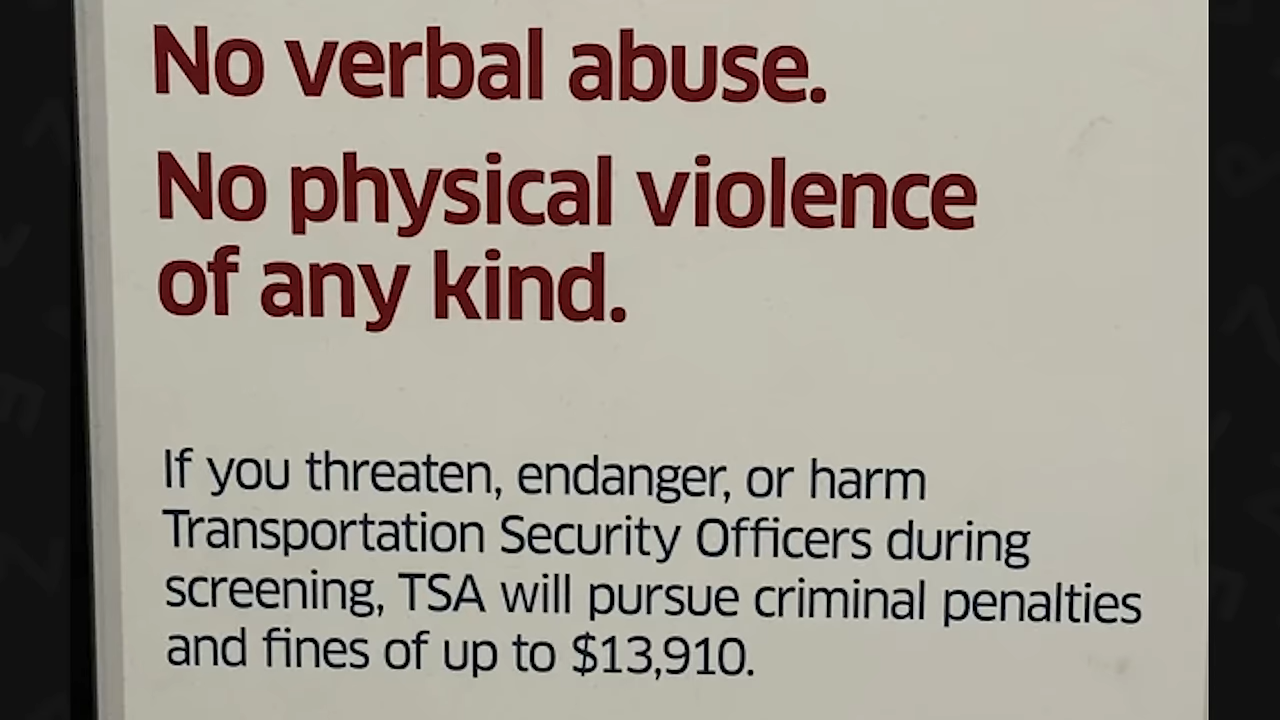 No verbal abuse.
No physical violence
of any kind.
If you threaten, endanger, or harm
Transportation Security Officers during
screening, TSA will pursue criminal penalties
and fines of up to $13,910.